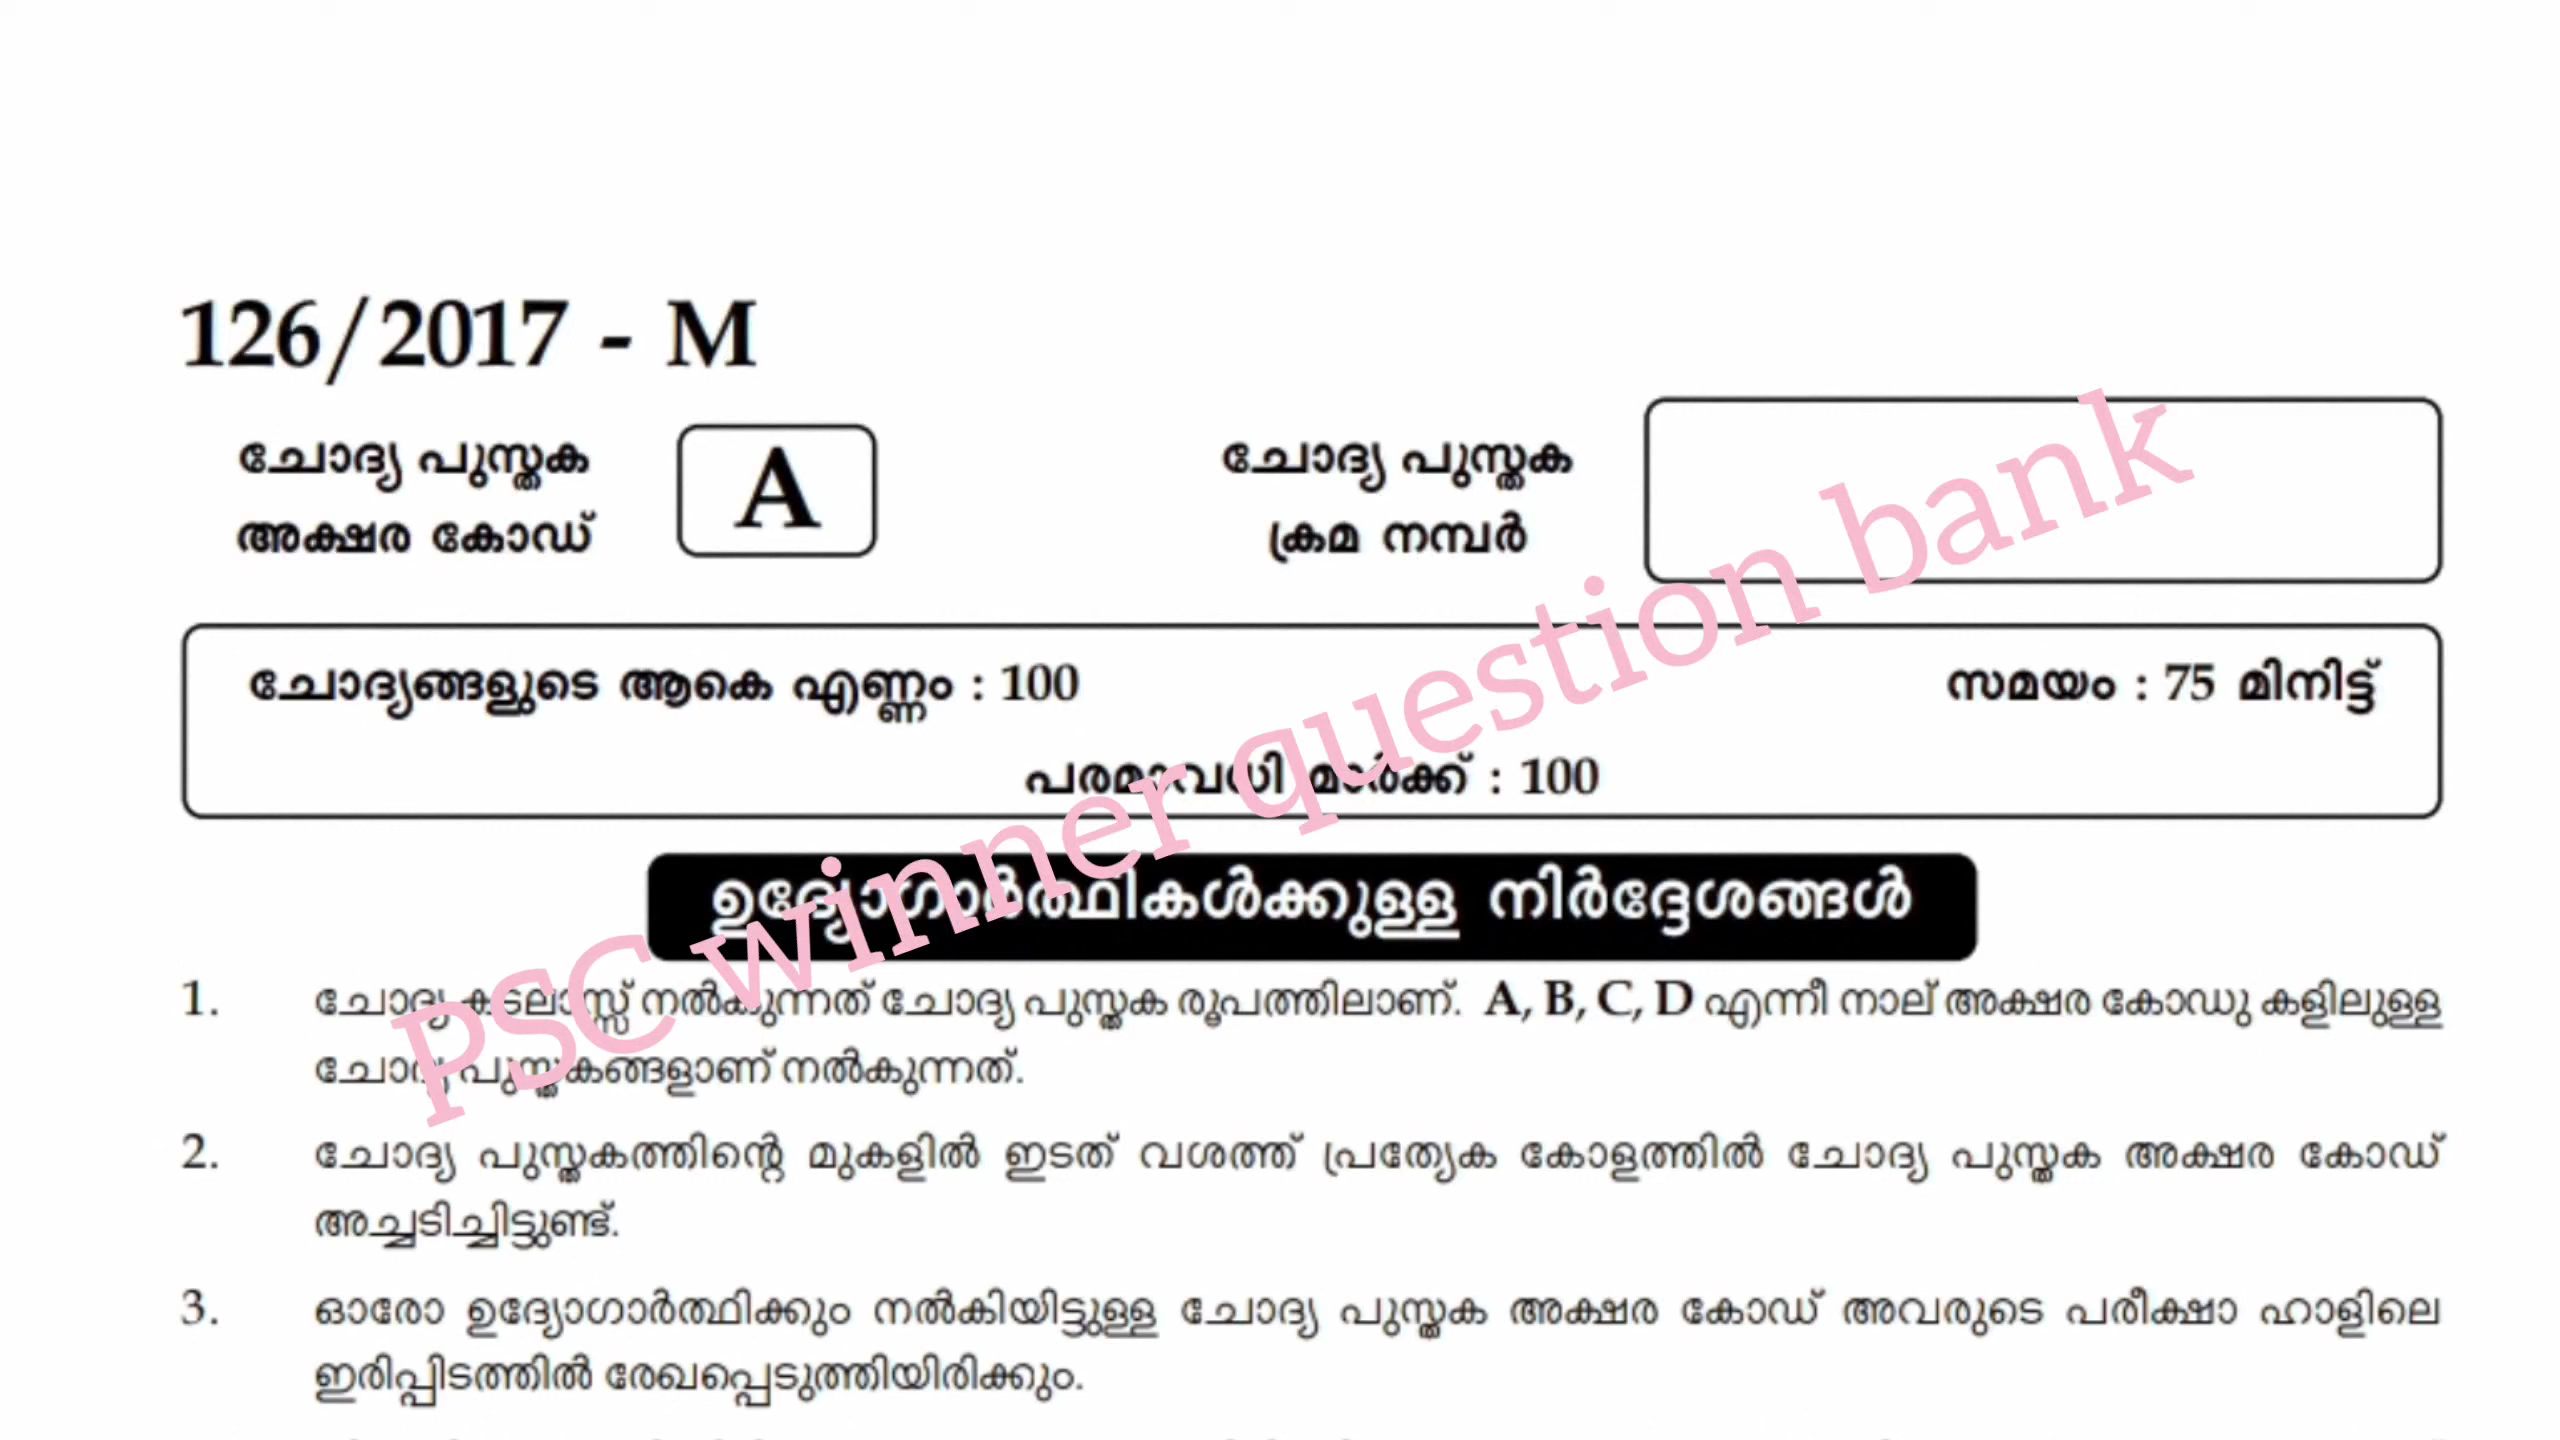 126/2017 - M
ചോദ്യ പുസ്തക
അക്ഷര കോഡ്
A
ചോദ്യ പുസ്തക
ക്രമ നമ്പർ
ചോദ്യങ്ങളുടെ ആകെ എണ്ണം : 100
സമയം : 75 മിനിട്ട്
പരമാവധി മാർക്ക് : 100
ഉദ്യോഗാർത്ഥികൾക്കുള്ള നിർദ്ദേശങ്ങൾ
PSC winner question bank
1. ചോദ്യ കടലാസ്സ് നൽകുന്നത് ചോദ്യ പുസ്തക രൂപത്തിലാണ്. A, B, C, D എന്നീ നാല് അക്ഷര കോഡു കളിലുള്ള
ചോദ്യ പുസ്തകങ്ങളാണ് നൽകുന്നത്.
2. ചോദ്യ പുസ്തകത്തിന്റെ മുകളിൽ ഇടത് വശത്ത് പ്രത്യേക കോളത്തിൽ ചോദ്യ പുസ്തക അക്ഷര കോഡ്
അച്ചടിച്ചിട്ടുണ്ട്.
3. ഓരോ ഉദ്യോഗാർത്ഥിക്കും നൽകിയിട്ടുള്ള ചോദ്യ പുസ്തക അക്ഷര കോഡ് അവരുടെ പരീക്ഷാ ഹാളിലെ
ഇരിപ്പിടത്തിൽ രേഖപ്പെടുത്തിയിരിക്കും.